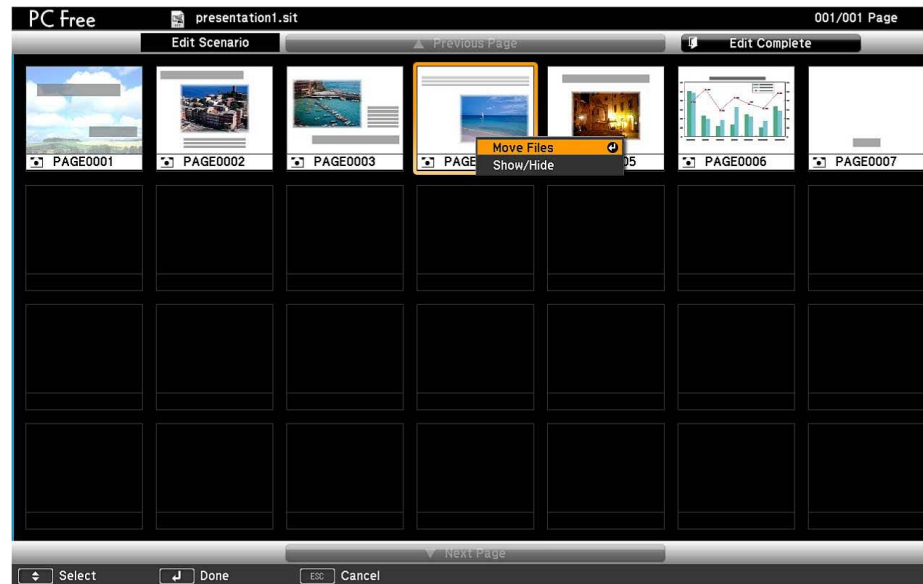 PC Free
presentation1.sit
001/001 Page
Edit Scenario
Previous Page
Edit Complete
PAGE0001
PAGE0002
PAGE0003
PAGE
Move Files
Show/Hide
05
PAGE0006
PAGE0007
Next Page
Select
Done
ESC Cancel